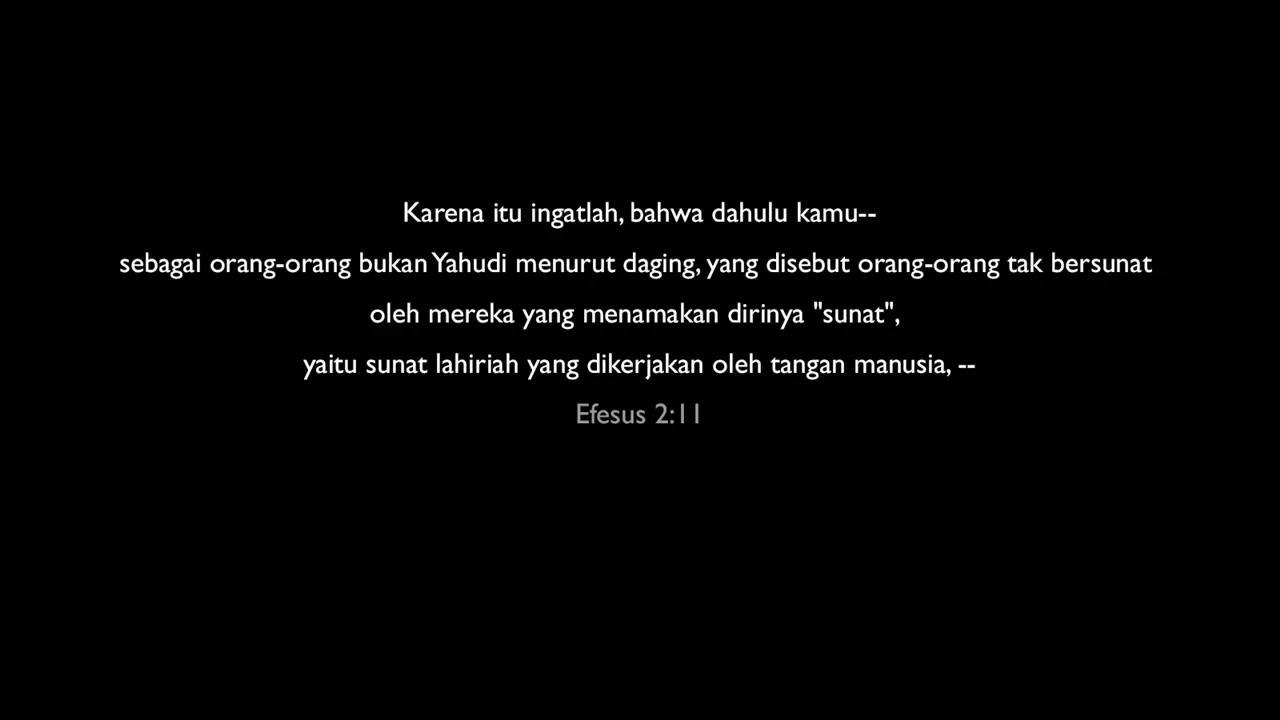 Karena itu ingatlah, bahwa dahulu kamu--
sebagai orang-orang bukan Yahudi menurut daging, yang disebut orang-orang tak bersunat
oleh mereka yang menamakan dirinya "sunat",
yaitu sunat lahiriah yang dikerjakan oleh tangan manusia, --
Efesus 2:11